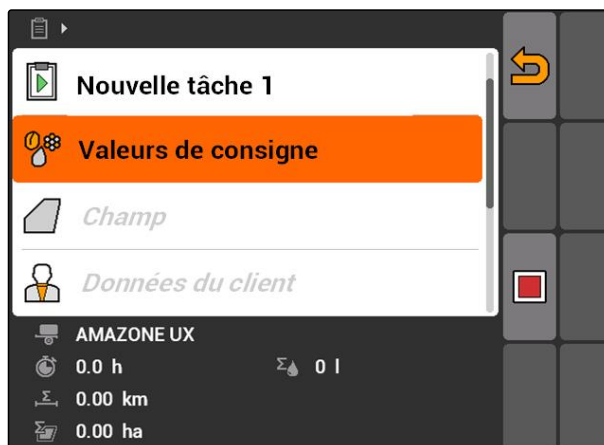 Nouvelle tâche 1
Valeurs de consigne
Champ
Données du client
AMAZONE UX
0.0 h Σ 0 l
Σ 0.00 km
Σ 0.00 ha